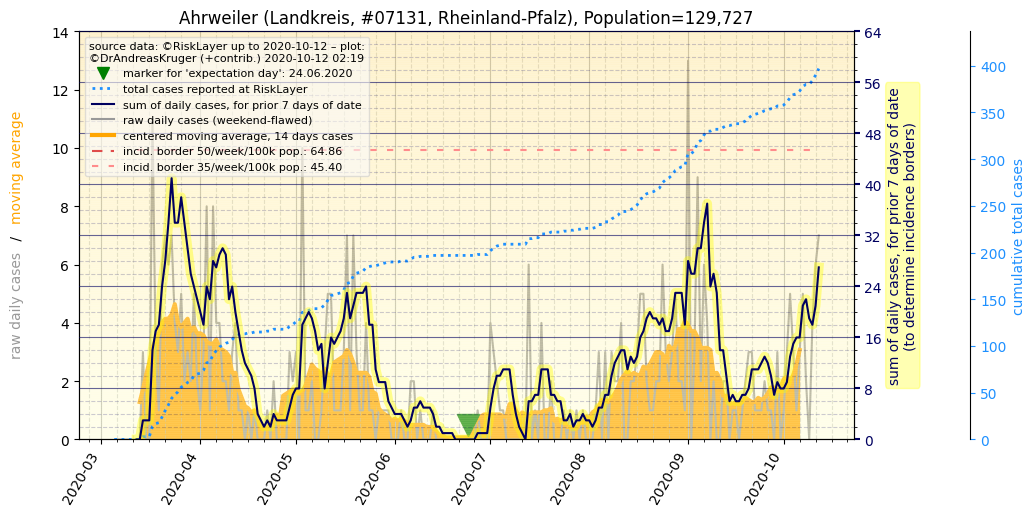 Ahrweiler (Landkreis, #07131, Rheinland-Pfalz), Population=129,727
source data: ©RiskLayer up to 2020-10-12 – plot:
©DrAndreasKruger (+contrib.) 2020-10-12 02:19
marker for 'expectation day': 24.06.2020
total cases reported at RiskLayer
sum of daily cases, for prior 7 days of date
raw daily cases (weekend-flawed)
centered moving average, 14 days cases
incid. border 50/week/100k pop.: 64.86
incid. border 35/week/100k pop.: 45.40
raw daily cases / moving average
14
12
10
8
6
4
2
0
64
56
48
40
32
24
16
8
0
sum of daily cases, for prior 7 days of date
(to determine incidence borders)
400
350
300
250
200
150
100
50
0
cumulative total cases
2020-03
2020-04
2020-05
2020-06
2020-07
2020-08
2020-09
2020-10